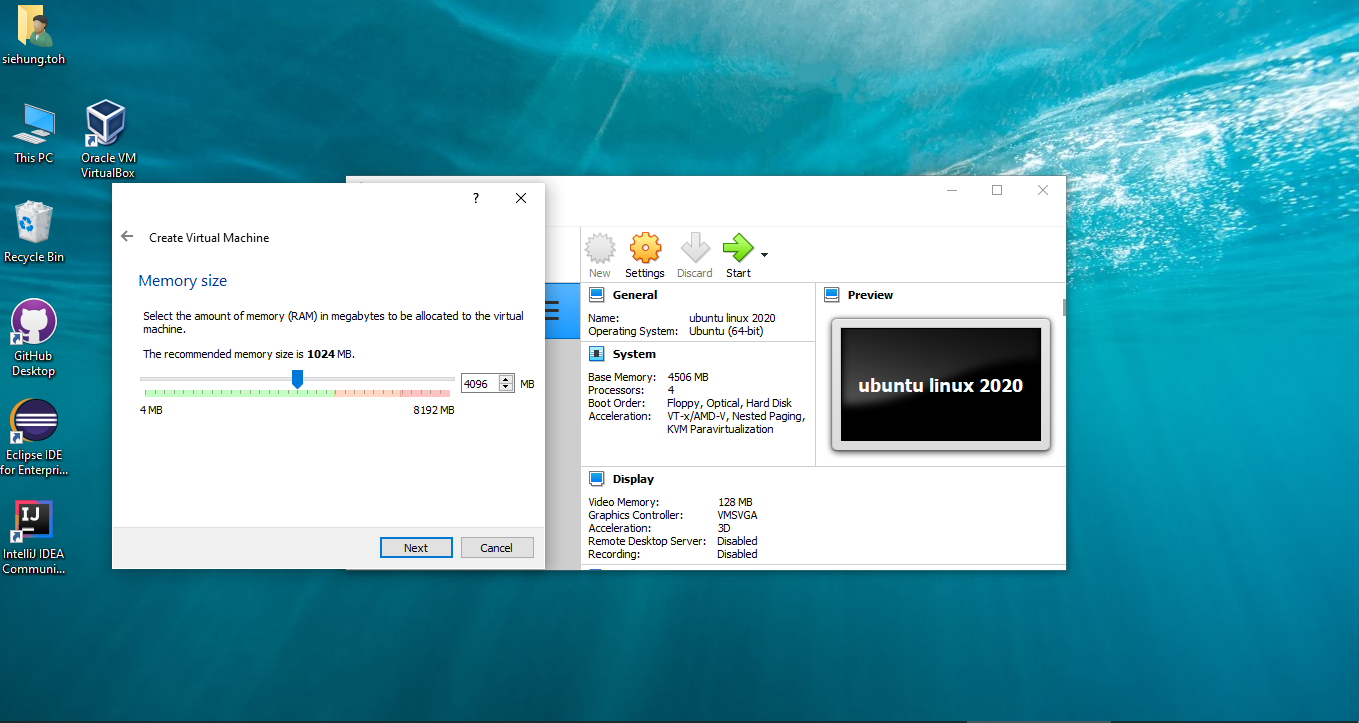 siehung.toh
This PC
Oracle VM
VirtualBox
Recycle Bin
GitHub
Desktop
Eclipse IDE
for Enterpri...
IJ
IntelliJ IDEA
Communi...
?
Create Virtual Machine
Memory size
Select the amount of memory (RAM) in megabytes to be allocated to the virtual
machine.
The recommended memory size is 1024 MB.
4096 MB
4 MB 8192 MB
Next Cancel
New Settings Discard Start
General
Name: ubuntu linux 2020
Operating System: Ubuntu (64-bit)
System
Base Memory: 4506 MB
Processors: 4
Boot Order: Floppy, Optical, Hard Disk
Acceleration: VT-x/AMD-V, Nested Paging,
KVM Paravirtualization
Preview
ubuntu linux 2020
Display
Video Memory: 128 MB
Graphics Controller: VMSVGA
Acceleration: 3D
Remote Desktop Server: Disabled
Recording: Disabled